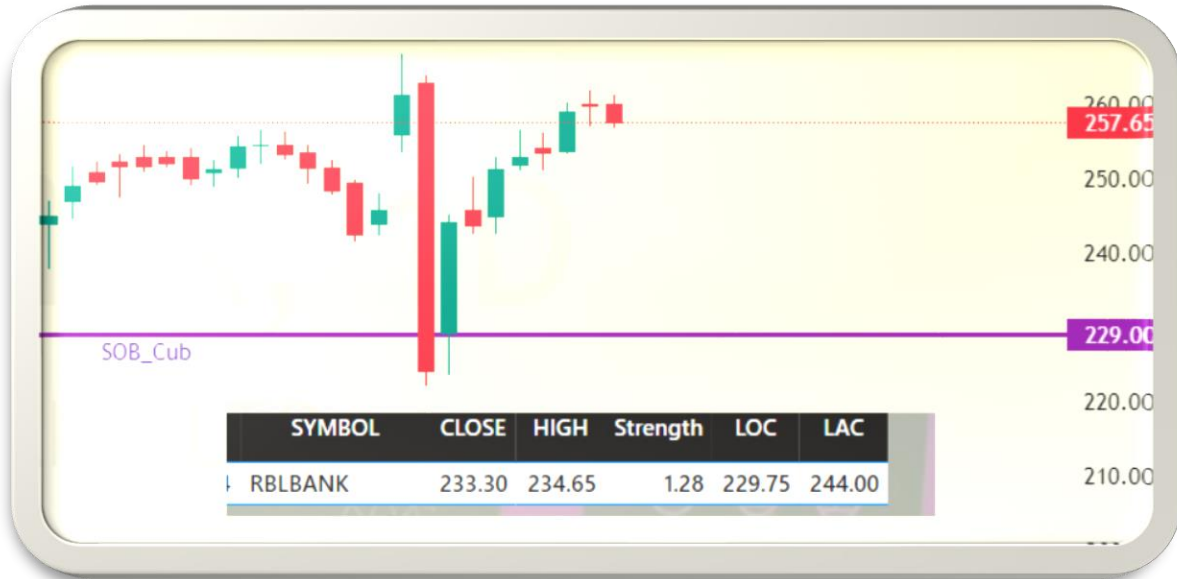 260.00
257.65
250.00
240.00
229.00
SOB_Cub
220.00
SYMBOL CLOSE HIGH Strength LOC LAC
210.00
RBLBANK 233.30 234.65 1.28 229.75 244.00